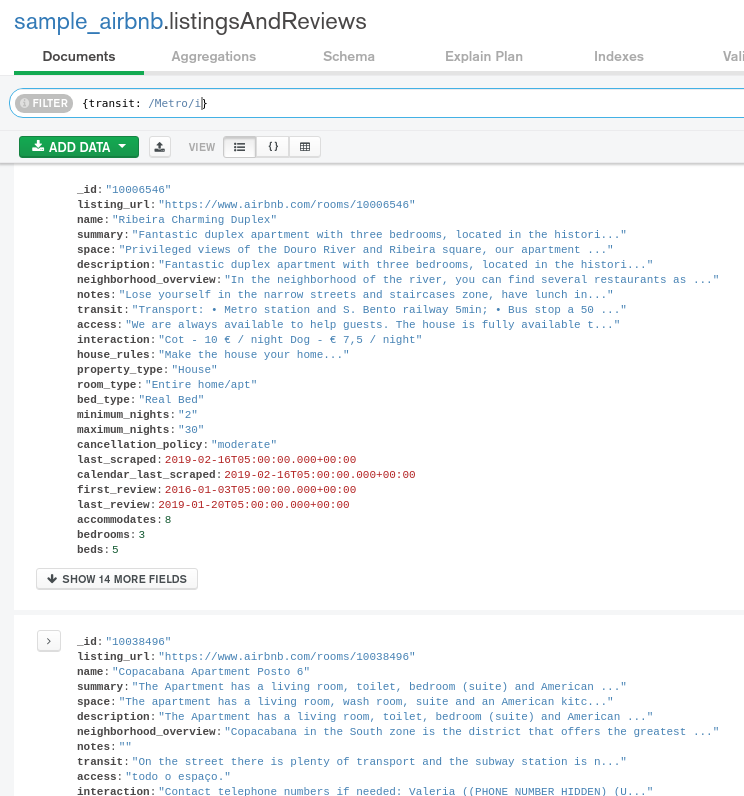 sample_airbnb.listingsAndReviews
Documents Aggregations Schema Explain Plan Indexes Vali
FILTER {transit: /Metro/i}
ADD DATA VIEW { }
_id: "10006546"
listing_url: "https://www.airbnb.com/rooms/10006546"
name: "Ribeira Charming Duplex"
summary: "Fantastic duplex apartment with three bedrooms, located in the histori..."
space: "Privileged views of the Douro River and Ribeira square, our apartment ..."
description: "Fantastic duplex apartment with three bedrooms, located in the histori..."
neighborhood_overview: "In the neighborhood of the river, you can find several restaurants as ..."
notes: "Lose yourself in the narrow streets and staircases zone, have lunch in..."
transit: "Transport: • Metro station and S. Bento railway 5min; • Bus stop a 50 ..."
access: "We are always available to help guests. The house is fully available t..."
interaction: "Cot - 10 € / night Dog - € 7,5 / night"
house_rules: "Make the house your home..."
property_type: "House"
room_type: "Entire home/apt"
bed_type: "Real Bed"
minimum_nights: "2"
maximum_nights: "30"
cancellation_policy: "moderate"
last_scraped: 2019-02-16T05:00:00.000+00:00
calendar_last_scraped: 2019-02-16T05:00:00.000+00:00
first_review: 2016-01-03T05:00:00.000+00:00
last_review: 2019-01-20T05:00:00.000+00:00
accommodates: 8
bedrooms: 3
beds: 5
SHOW 14 MORE FIELDS
_id: "10038496"
listing_url: "https://www.airbnb.com/rooms/10038496"
name: "Copacabana Apartment Posto 6"
summary: "The Apartment has a living room, toilet, bedroom (suite) and American ..."
space: "The apartment has a living room, wash room, suite and an American kitc..."
description: "The Apartment has a living room, toilet, bedroom (suite) and American ..."
neighborhood_overview: "Copacabana in the South zone is the district that offers the greatest ..."
notes: ""
transit: "On the street there is plenty of transport and the subway station is n..."
access: "todo o espaço."
interaction: "Contact telephone numbers if needed: Valeria ((PHONE NUMBER HIDDEN) (U..."